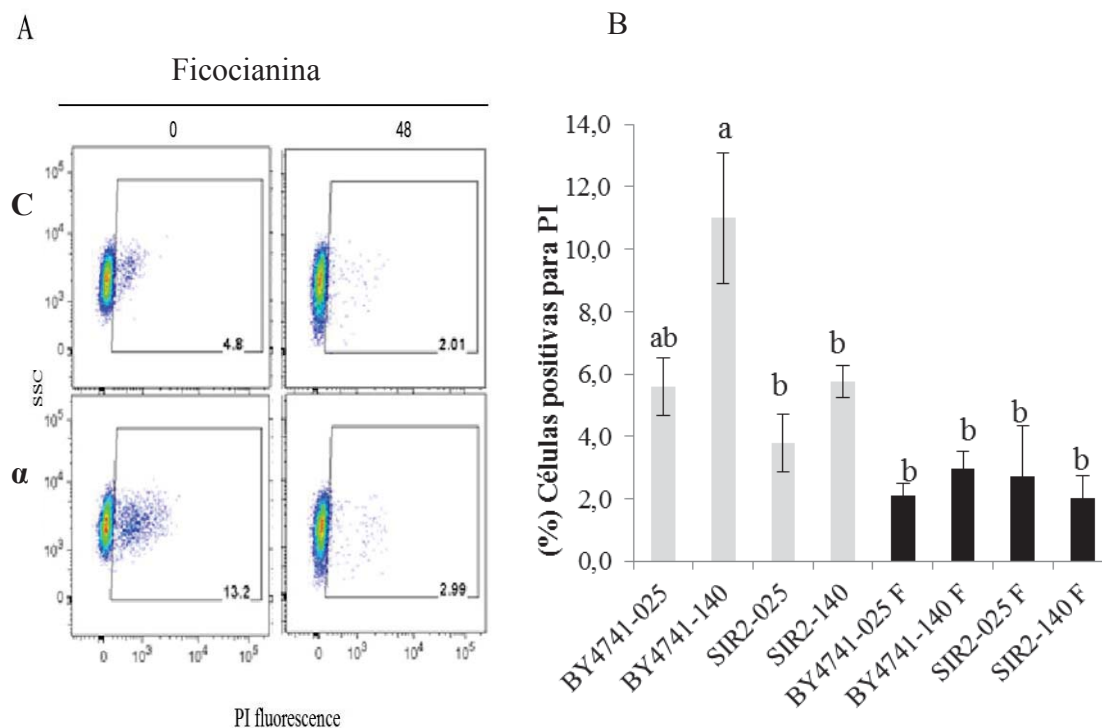 A
Ficocianina
0
48
C
10⁵
10⁴
10³
0
4.8
2.01
SSC
α
10⁵
10⁴
10³
0
13.2
2.99
0 10³ 10⁴ 10⁵
0 10³ 10⁴ 10⁵
PI fluorescence
B
(%) Células positivas para PI
14,0
12,0
10,0
8,0
6,0
4,0
2,0
0,0
ab
a
b
b
b
b
b
b
BY4741-025
BY4741-140
SIR2-025
SIR2-140
BY4741-025 F
BY4741-140 F
SIR2-025 F
SIR2-140 F